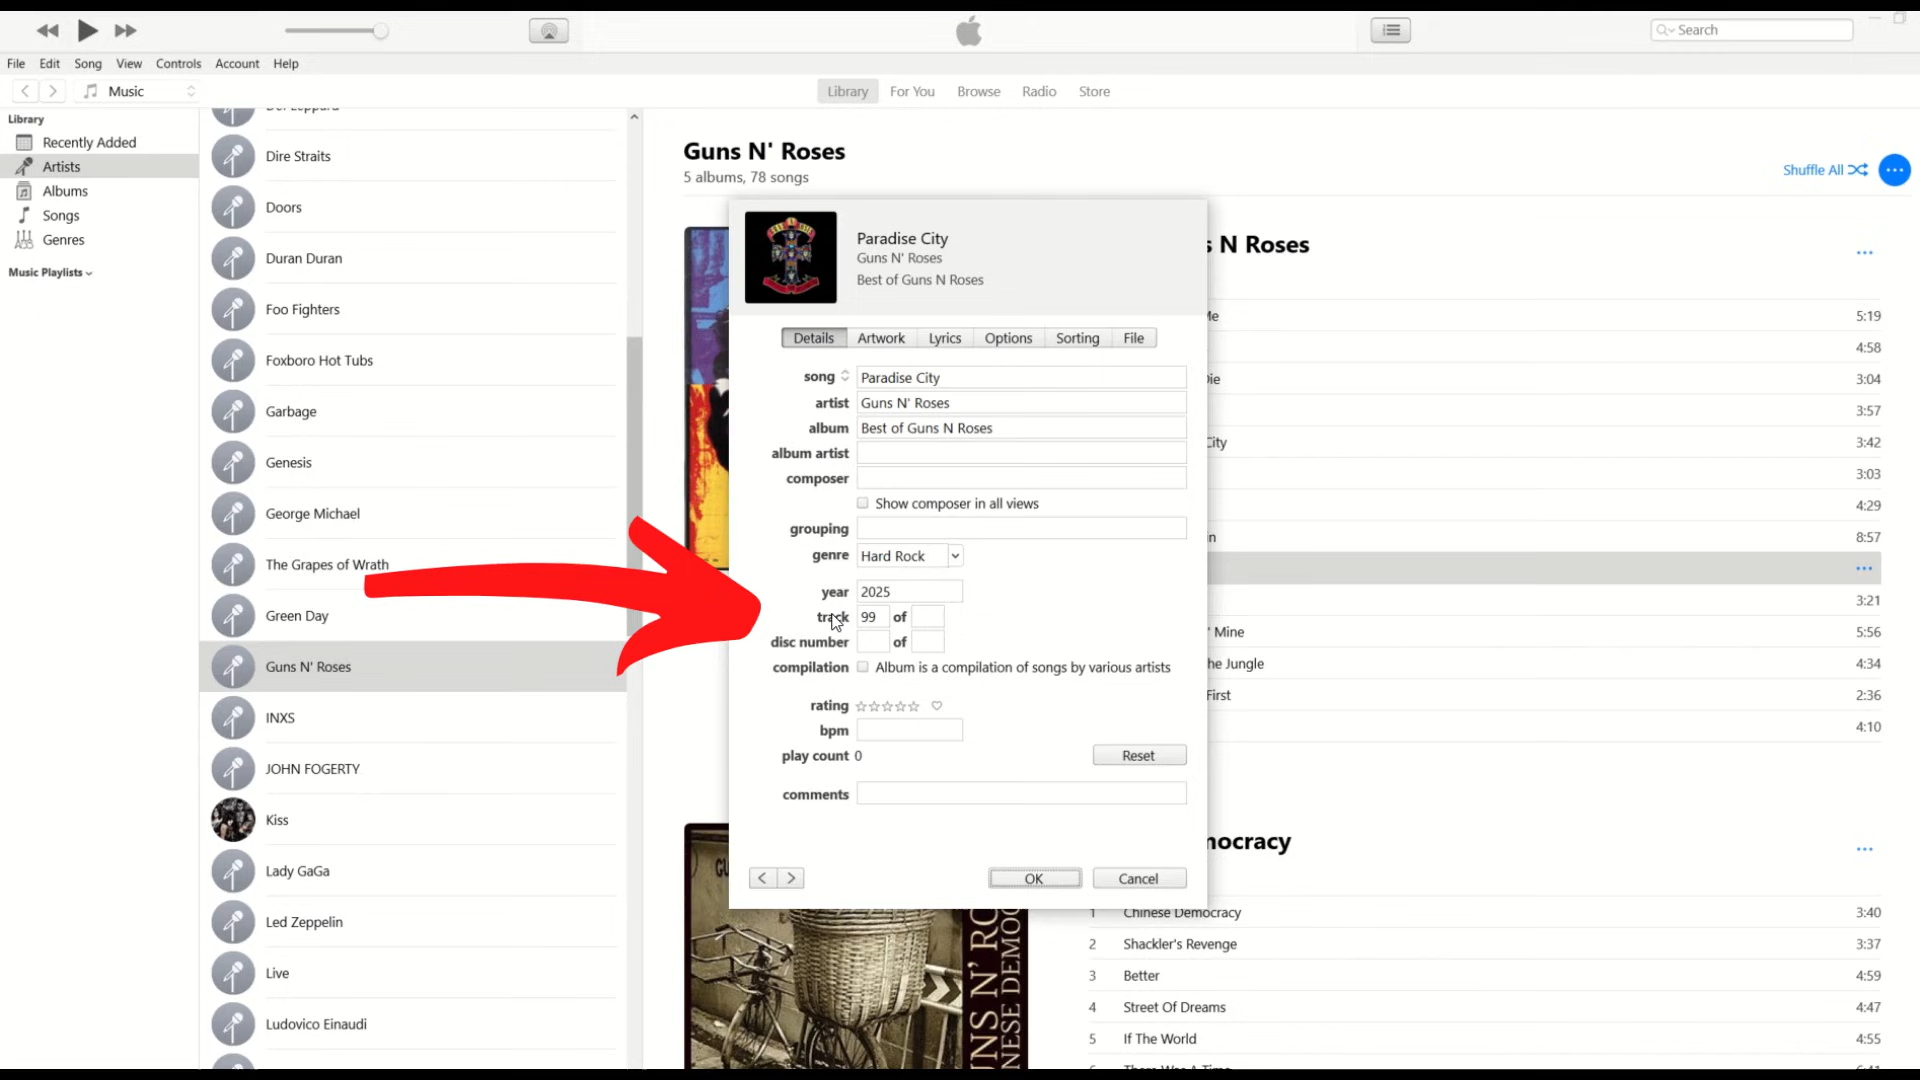 Search
File Edit Song View Controls Account Help
Music
Library For You Browse Radio Store
Library
Recently Added
Artists
Albums
Songs
Genres
Music Playlists
Def Leppard
Dire Straits
Doors
Duran Duran
Foo Fighters
Foxboro Hot Tubs
Garbage
Genesis
George Michael
The Grapes of Wrath
Green Day
Guns N' Roses
INXS
JOHN FOGERTY
Kiss
Lady GaGa
Led Zeppelin
Live
Ludovico Einaudi
Guns N' Roses
5 albums, 78 songs
Shuffle All
Paradise City
Guns N' Roses
Best of Guns N Roses
Details Artwork Lyrics Options Sorting File
song Paradise City
artist Guns N' Roses
album Best of Guns N Roses
album artist
composer
Show composer in all views
grouping
genre Hard Rock
year 2025
track 99 of
disc number of
compilation Album is a compilation of songs by various artists
rating
bpm
play count 0 Reset
comments
OK Cancel
s N Roses
5:19
4:58
Die 3:04
3:57
City 3:42
3:03
4:29
in 8:57
3:21
' Mine 5:56
he Jungle 4:34
First 2:36
4:10
mocracy
1 Chinese Democracy 3:40
2 Shackler's Revenge 3:37
3 Better 4:59
4 Street Of Dreams 4:47
5 If The World 4:55
There Was A Time